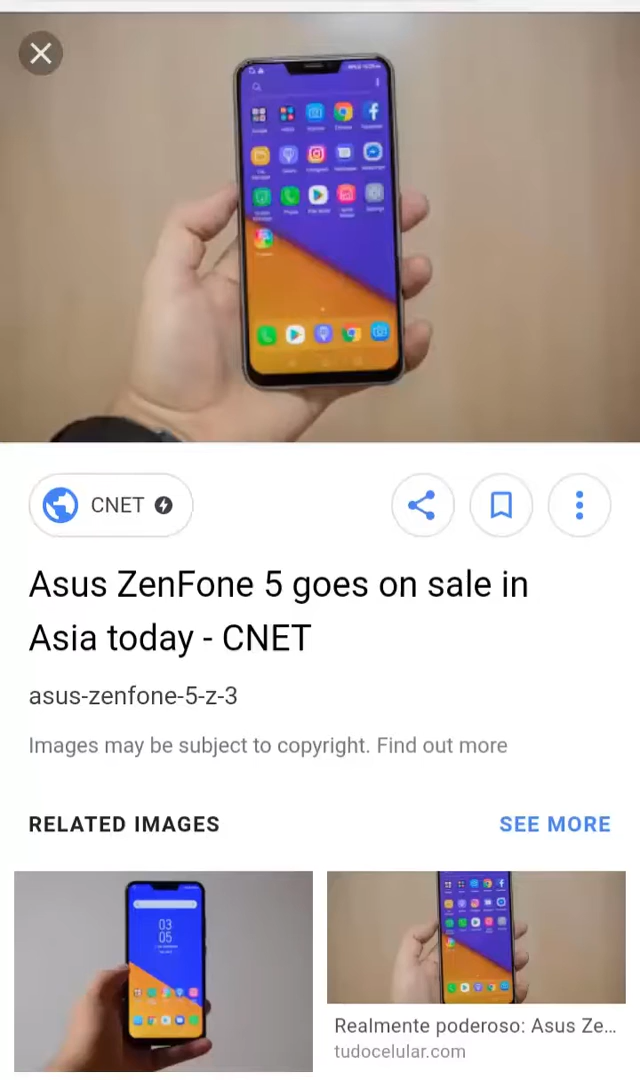 CNET
Asus ZenFone 5 goes on sale in
Asia today - CNET
asus-zenfone-5-z-3
Images may be subject to copyright. Find out more
RELATED IMAGES
SEE MORE
03
05
Realmente poderoso: Asus Ze...
tudocelular.com